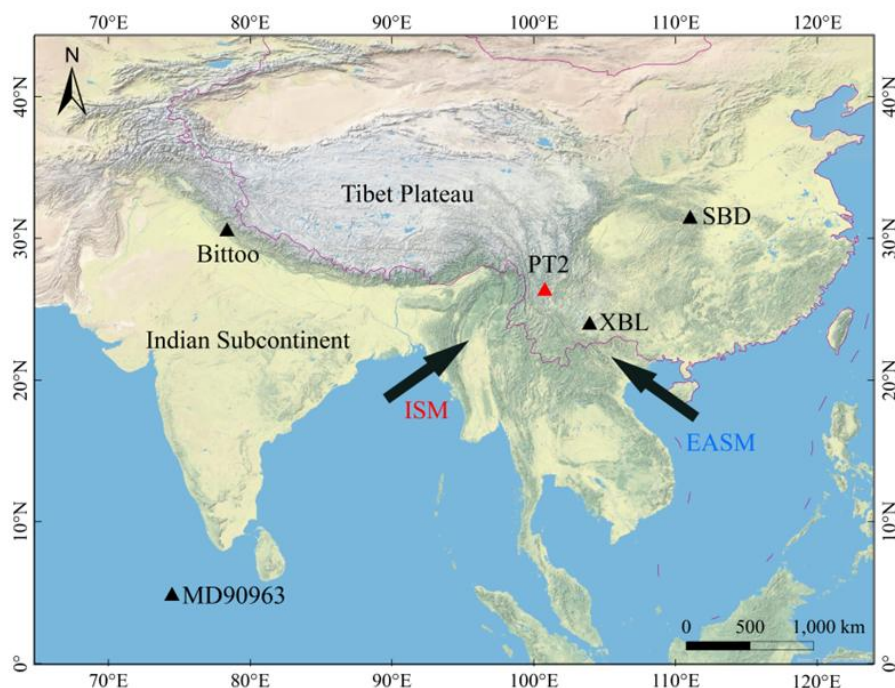 70°E 80°E 90°E 100°E 110°E 120°E
N
40°N 40°N
Tibet Plateau
SBD
30°N 30°N
Bittoo
PT2
XBL
Indian Subcontinent
20°N 20°N
ISM
EASM
10°N 10°N
MD90963
0 500 1,000 km
0° 0°
70°E 80°E 90°E 100°E 110°E 120°E